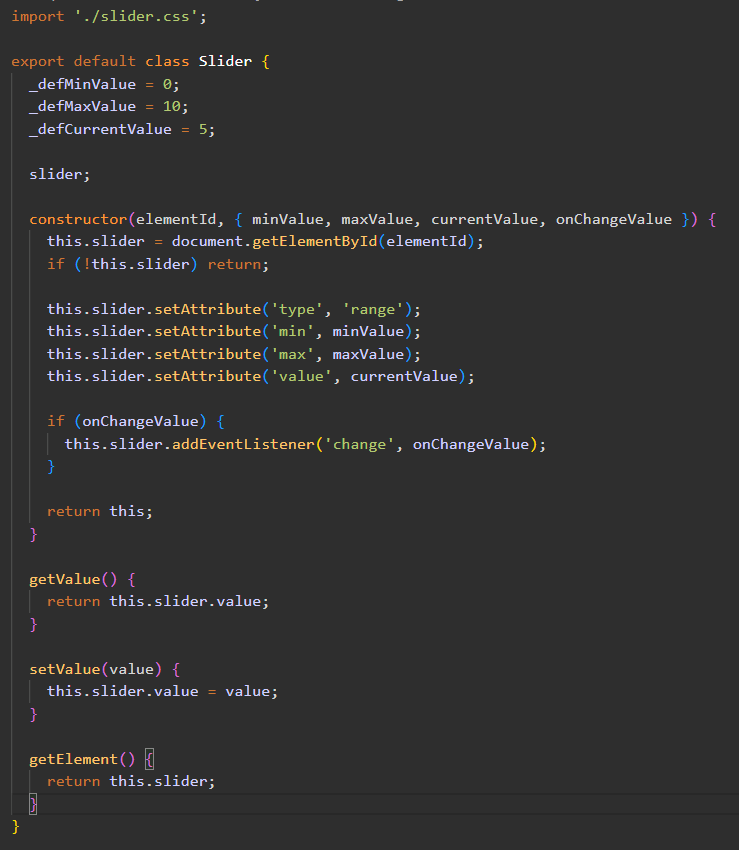 import './slider.css';
export default class Slider {
_defMinValue = 0;
_defMaxValue = 10;
_defCurrentValue = 5;
slider;
constructor(elementId, { minValue, maxValue, currentValue, onChangeValue }) {
this.slider = document.getElementById(elementId);
if (!this.slider) return;
this.slider.setAttribute('type', 'range');
this.slider.setAttribute('min', minValue);
this.slider.setAttribute('max', maxValue);
this.slider.setAttribute('value', currentValue);
if (onChangeValue) {
this.slider.addEventListener('change', onChangeValue);
}
return this;
}
getValue() {
return this.slider.value;
}
setValue(value) {
this.slider.value = value;
}
getElement() {
return this.slider;
}
}